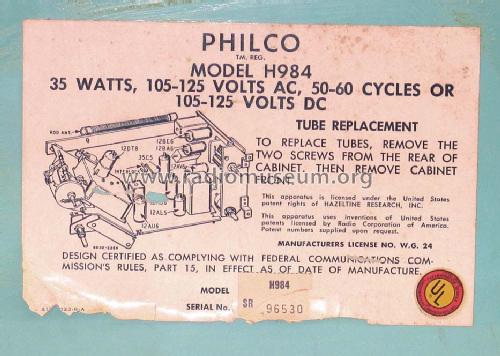 PHILCO
T.M. REG.
MODEL H984
35 WATTS, 105-125 VOLTS AC, 50-60 CYCLES OR
105-125 VOLTS DC
TUBE REPLACEMENT
TO REPLACE TUBES, REMOVE THE
TWO SCREWS FROM THE REAR OF
CABINET. THEN REMOVE CABINET
FRONT.
This apparatus is licensed under the United States
patent rights of HAZELTINE RESEARCH, INC.
This apparatus uses inventions of United States
patents licensed by Radio Corporation of America.
Patent numbers supplied upon request.
MANUFACTURERS LICENSE NO. W.G. 24
ROD ANT.
12DT8
12BE6
12BA6
35C5
INTERLOCK
12AL5
12AU6
www.radiomuseum.org
DESIGN CERTIFIED AS COMPLYING WITH FEDERAL COMMUNICATIONS COM-
MISSION'S RULES, PART 15, IN EFFECT AS OF DATE OF MANUFACTURE.
MODEL H984
SERIAL No. SR 96530
UL